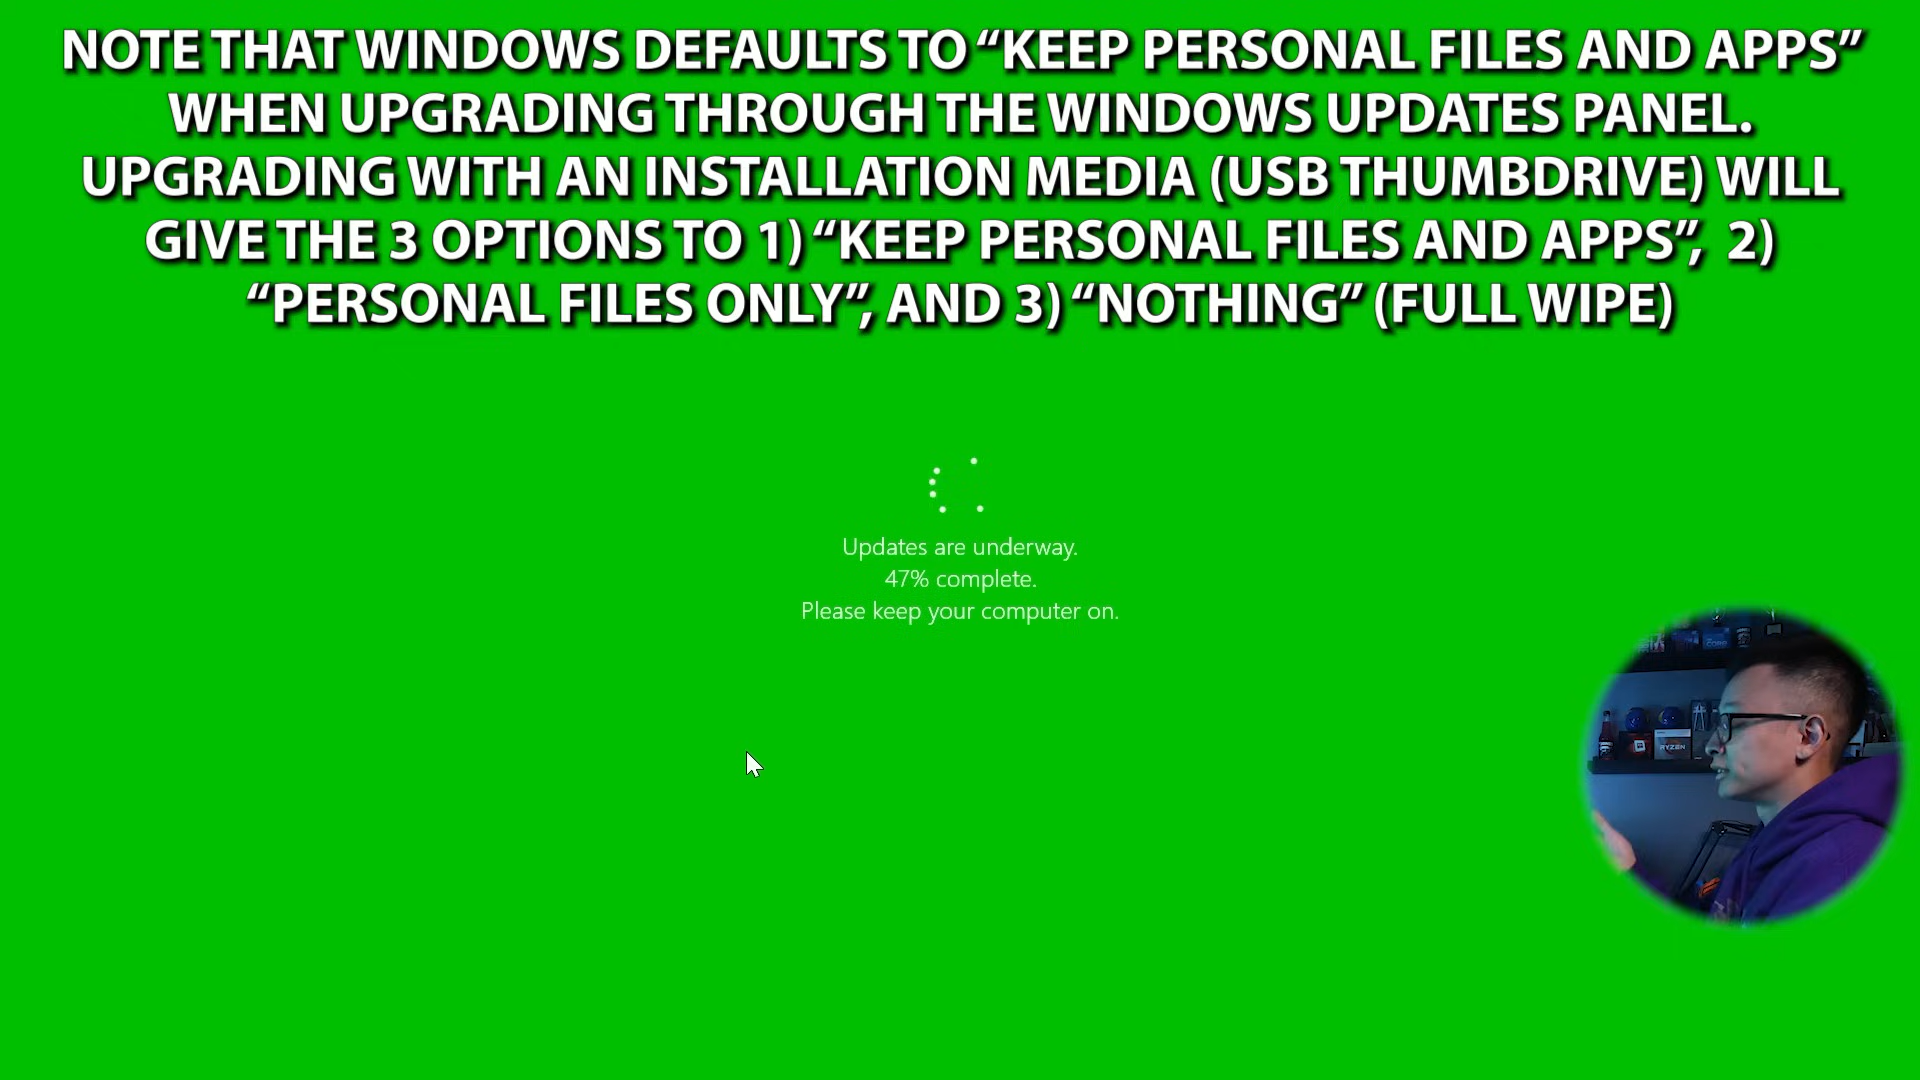 NOTE THAT WINDOWS DEFAULTS TO “KEEP PERSONAL FILES AND APPS”
WHEN UPGRADING THROUGH THE WINDOWS UPDATES PANEL.
UPGRADING WITH AN INSTALLATION MEDIA (USB THUMBDRIVE) WILL
GIVE THE 3 OPTIONS TO 1) “KEEP PERSONAL FILES AND APPS”, 2)
“PERSONAL FILES ONLY”, AND 3) “NOTHING” (FULL WIPE)
Updates are underway.
47% complete.
Please keep your computer on.
CORE
RYZEN